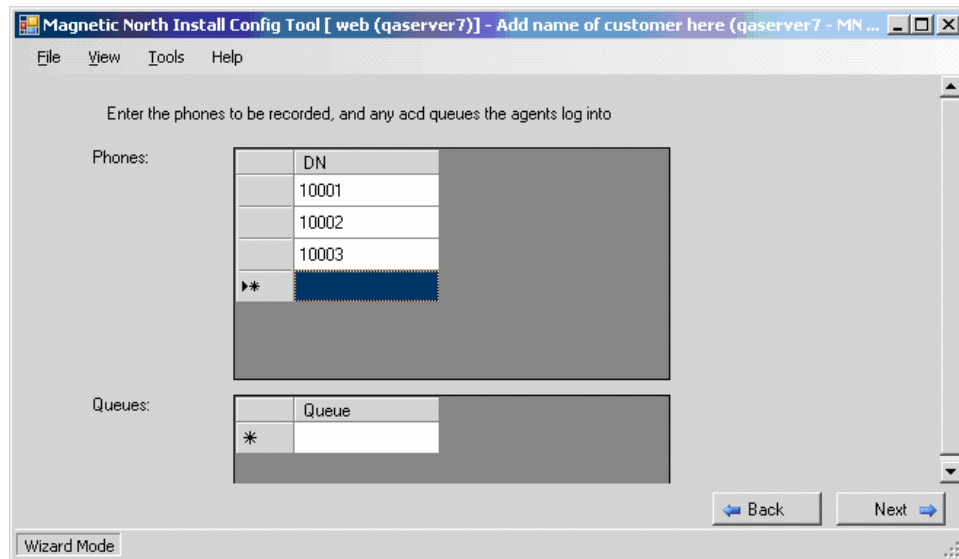 Magnetic North Install Config Tool [ web (qaserver7)] - Add name of customer here (qaserver7 - MN ...
File View Tools Help
Enter the phones to be recorded, and any acd queues the agents log into
Phones:
DN
10001
10002
10003
Queues:
Queue
Back Next
Wizard Mode